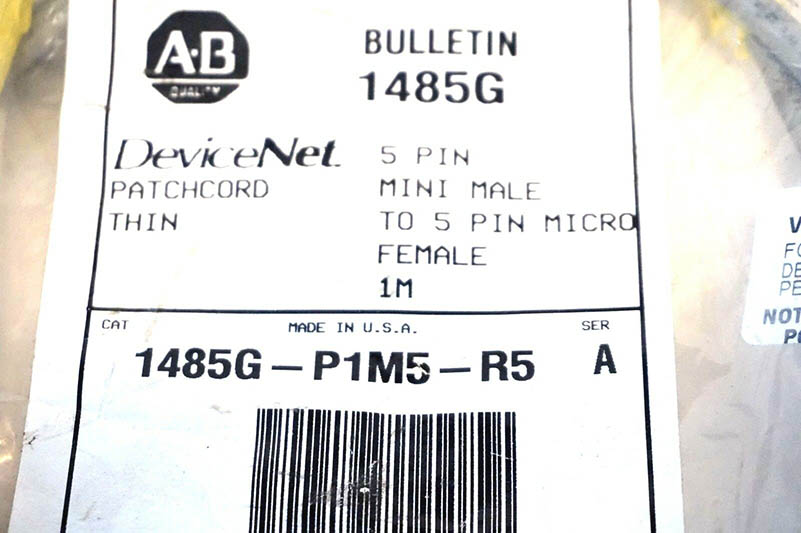 A·B
QUALITY
BULLETIN
1485G
DeviceNet.
PATCHCORD
THIN
5 PIN
MINI MALE
TO 5 PIN MICRO
FEMALE
1M
CAT
MADE IN U.S.A.
SER
1485G-P1M5-R5
A
NOT